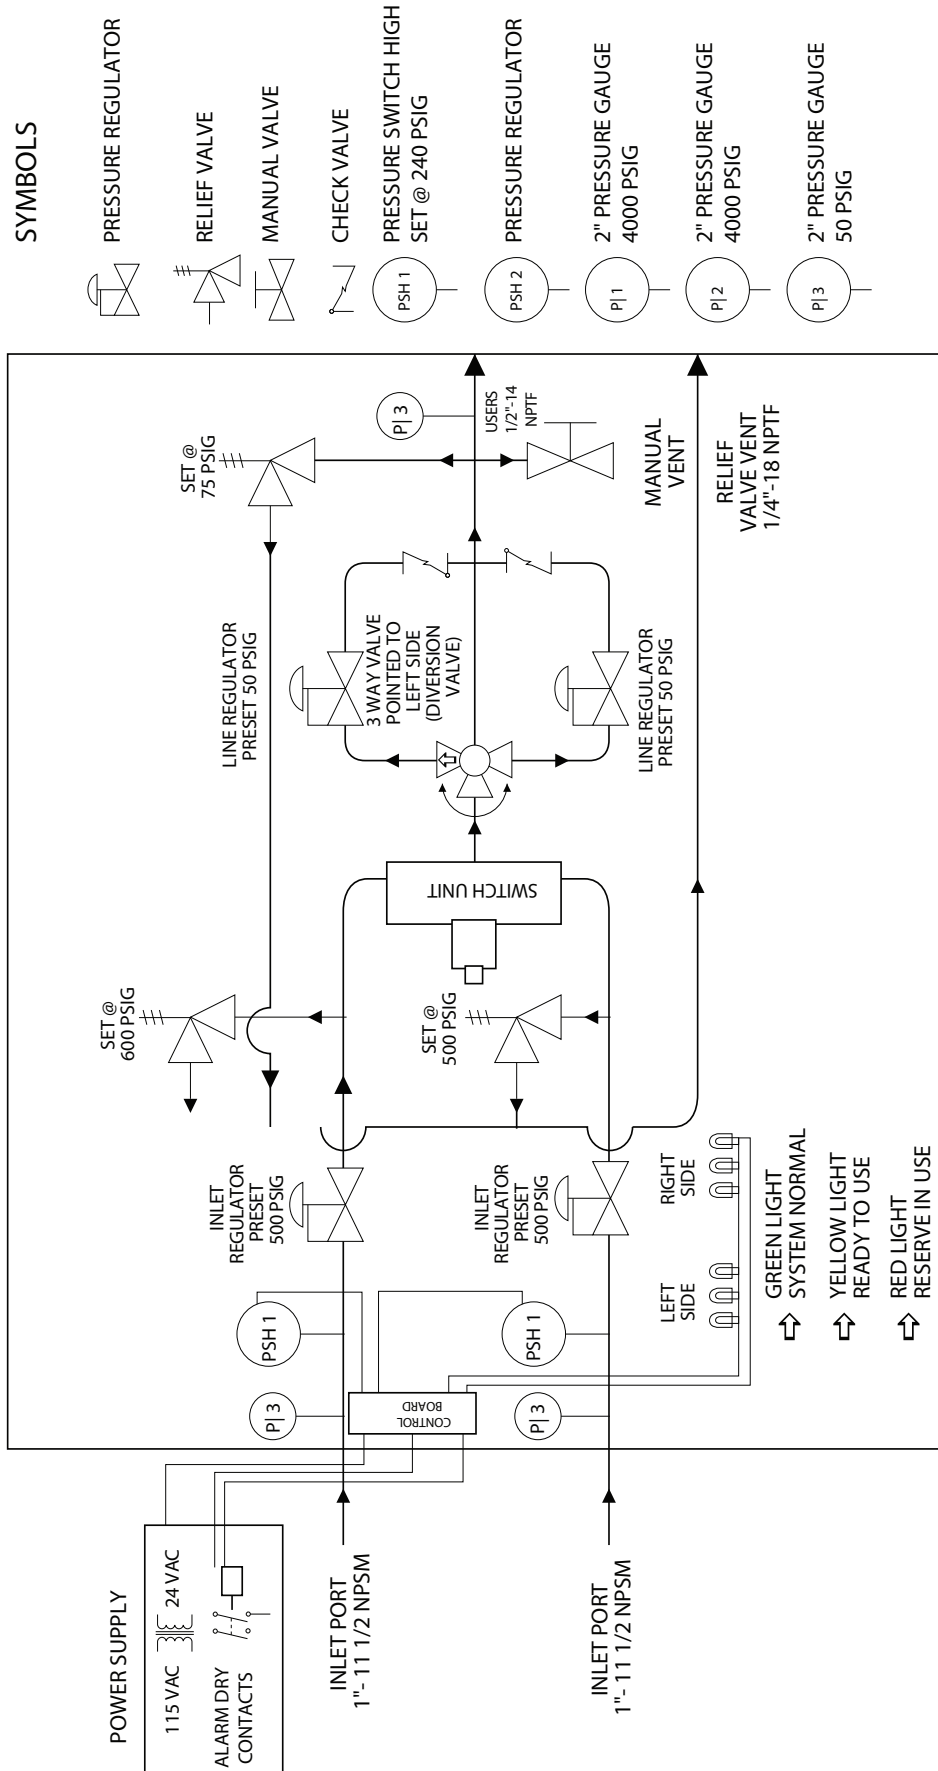 SYMBOLS
PRESSURE REGULATOR
RELIEF VALVE
MANUAL VALVE
CHECK VALVE
PSH 1
PRESSURE SWITCH HIGH
SET @ 240 PSIG
PSH 2
PRESSURE REGULATOR
P| 1
2" PRESSURE GAUGE
4000 PSIG
P| 2
2" PRESSURE GAUGE
4000 PSIG
P| 3
2" PRESSURE GAUGE
50 PSIG
POWER SUPPLY
115 VAC
24 VAC
ALARM DRY
CONTACTS
INLET PORT
1"- 11 1/2 NPSM
INLET PORT
1"- 11 1/2 NPSM
P| 3
PSH 1
CONTROL
BOARD
P| 3
PSH 1
INLET
REGULATOR
PRESET
500 PSIG
INLET
REGULATOR
PRESET
500 PSIG
SET @
600 PSIG
SET @
500 PSIG
SWITCH UNIT
LINE REGULATOR
PRESET 50 PSIG
3 WAY VALVE
POINTED TO
LEFT SIDE
(DIVERSION
VALVE)
LINE REGULATOR
PRESET 50 PSIG
SET @
75 PSIG
P| 3
USERS
1/2"-14
NPTF
MANUAL
VENT
RELIEF
VALVE VENT
1/4"-18 NPTF
LEFT
SIDE
RIGHT
SIDE
GREEN LIGHT
SYSTEM NORMAL
YELLOW LIGHT
READY TO USE
RED LIGHT
RESERVE IN USE